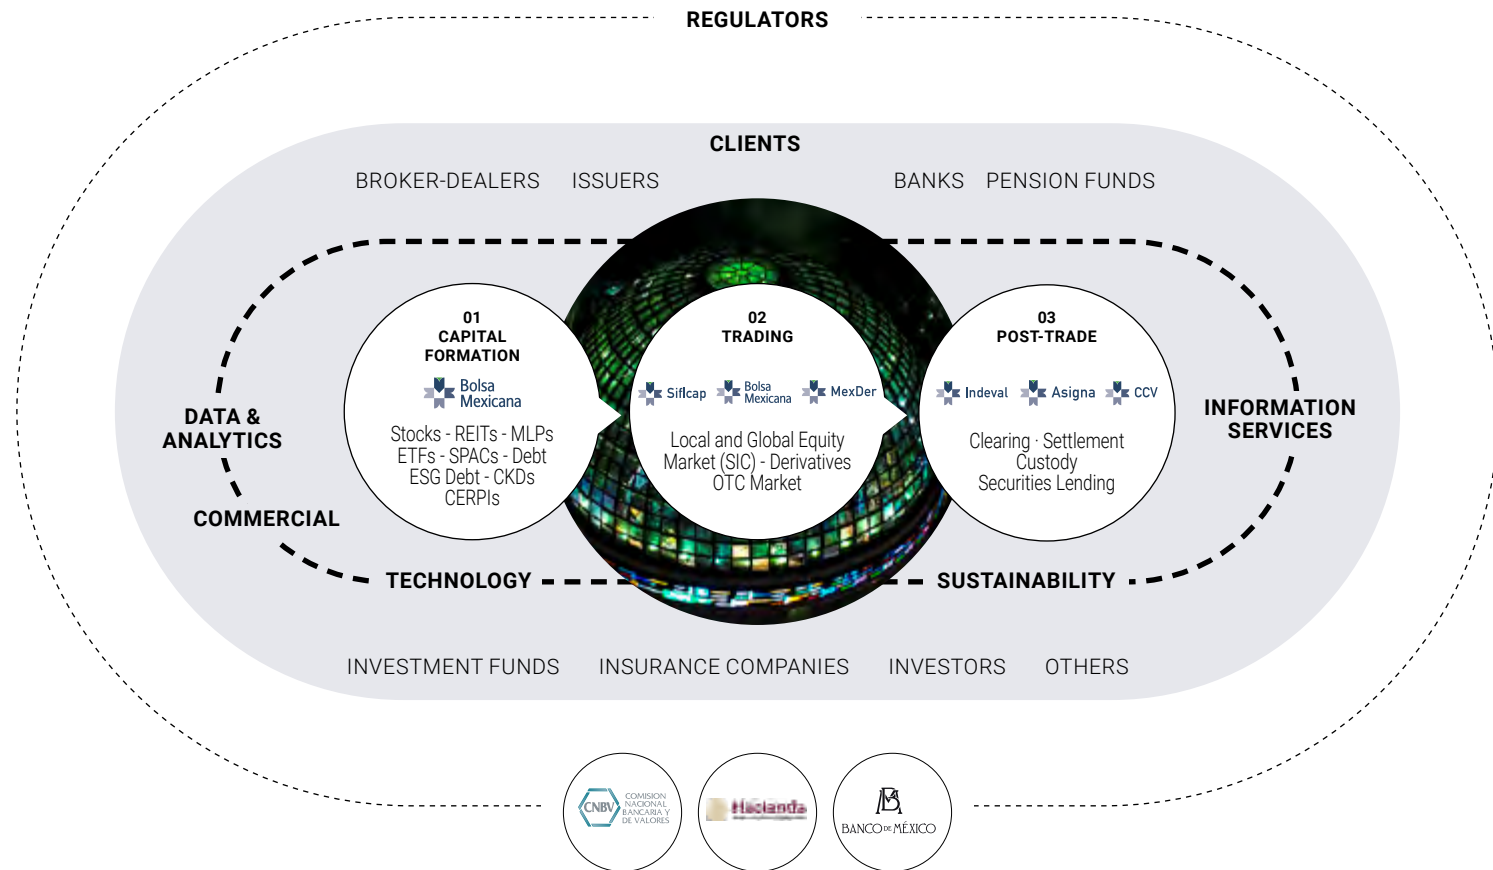 REGULATORS
CLIENTS
BROKER-DEALERS ISSUERS BANKS PENSION FUNDS
01
CAPITAL
FORMATION
Bolsa
Mexicana
Stocks - REITs - MLPs
ETFs - SPACs - Debt
ESG Debt - CKDs
CERPIs
02
TRADING
SifIcap
Bolsa
Mexicana
MexDer
Local and Global Equity
Market (SIC) - Derivatives
OTC Market
03
POST-TRADE
Indeval
Asigna
CCV
Clearing · Settlement
Custody
Securities Lending
DATA &
ANALYTICS
INFORMATION
SERVICES
COMMERCIAL
TECHNOLOGY
SUSTAINABILITY
INVESTMENT FUNDS INSURANCE COMPANIES INVESTORS OTHERS
CNBV
COMISION
NACIONAL
BANCARIA Y
DE VALORES
Hacienda
BM
BANCO DE MÉXICO